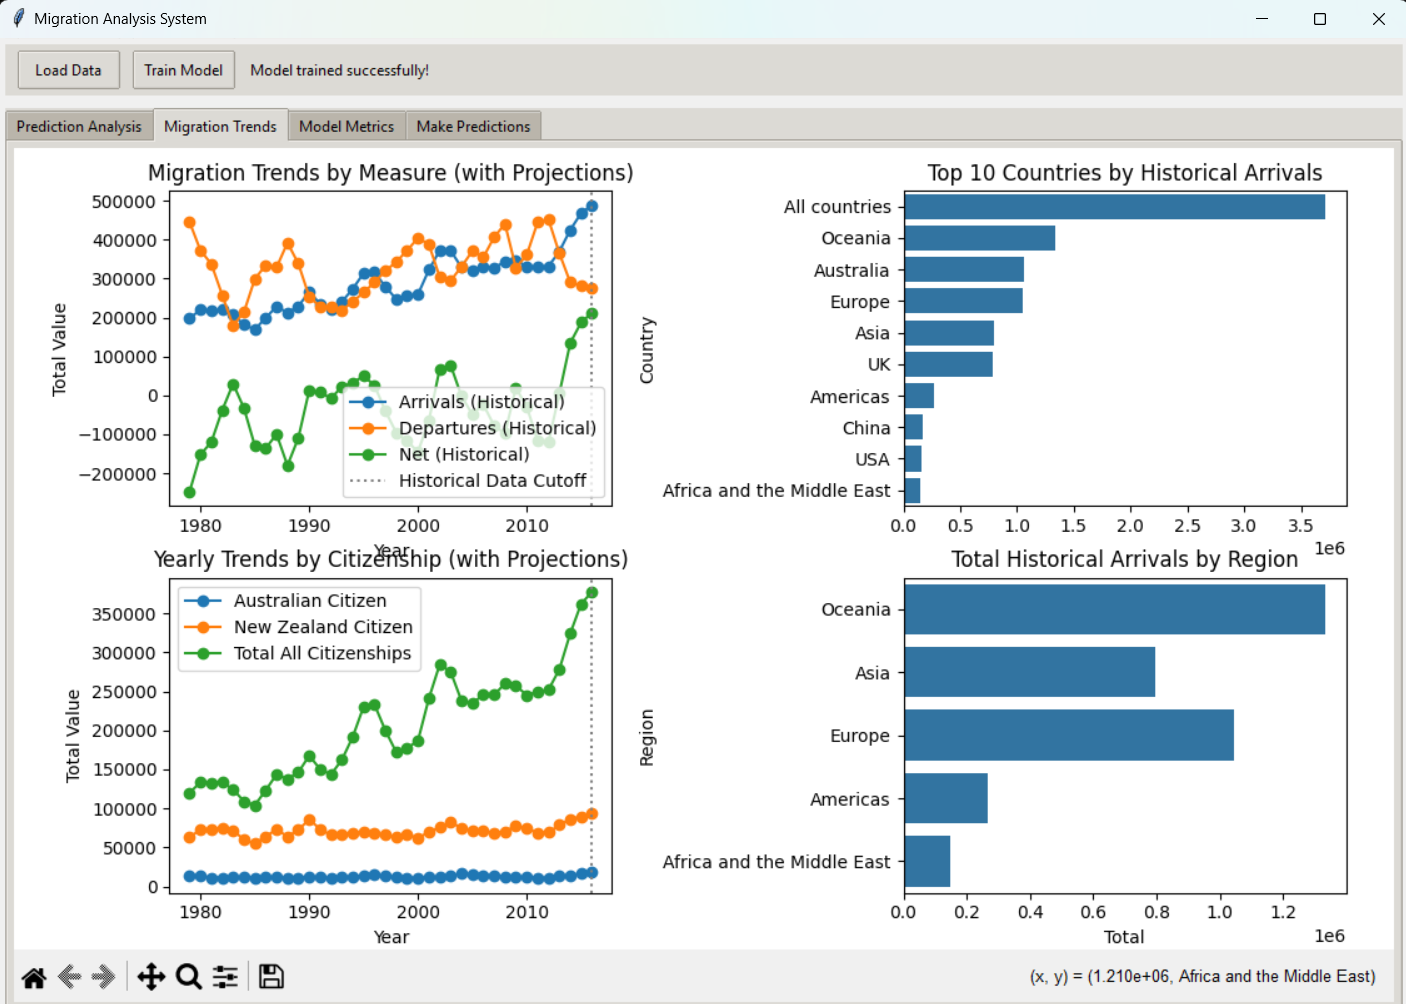 Migration Analysis System
Load Data
Train Model
Model trained successfully!
Prediction Analysis
Migration Trends
Model Metrics
Make Predictions
Migration Trends by Measure (with Projections)
Total Value
500000
400000
300000
200000
100000
0
−100000
−200000
Arrivals (Historical)
Departures (Historical)
Net (Historical)
Historical Data Cutoff
1980
1990
2000
2010
Year
Top 10 Countries by Historical Arrivals
Country
All countries
Oceania
Australia
Europe
Asia
UK
Americas
China
USA
Africa and the Middle East
0.0
0.5
1.0
1.5
2.0
2.5
3.0
3.5
1e6
Yearly Trends by Citizenship (with Projections)
Total Value
350000
300000
250000
200000
150000
100000
50000
0
Australian Citizen
New Zealand Citizen
Total All Citizenships
1980
1990
2000
2010
Year
Total Historical Arrivals by Region
Region
Oceania
Asia
Europe
Americas
Africa and the Middle East
0.0
0.2
0.4
0.6
0.8
1.0
1.2
1e6
Total
(x, y) = (1.210e+06, Africa and the Middle East)